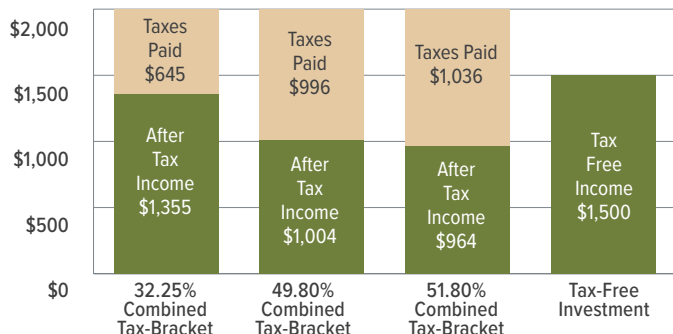 $2,000
$1,500
$1,000
$500
$0
Taxes
Paid
$645
After
Tax
Income
$1,355
Taxes
Paid
$996
After
Tax
Income
$1,004
Taxes Paid
$1,036
After
Tax
Income
$964
Tax
Free
Income
$1,500
32.25%
Combined
Tax-Bracket
49.80%
Combined
Tax-Bracket
51.80%
Combined
Tax-Bracket
Tax-Free
Investment